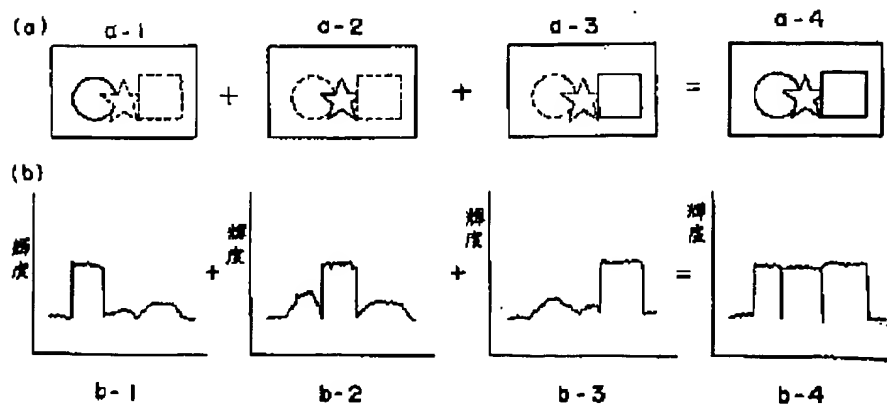 (a) a-1 a-2 a-3 a-4
+ + =
(b)
輝度 + 輝度 + 輝度 = 輝度
b-1 b-2 b-3 b-4